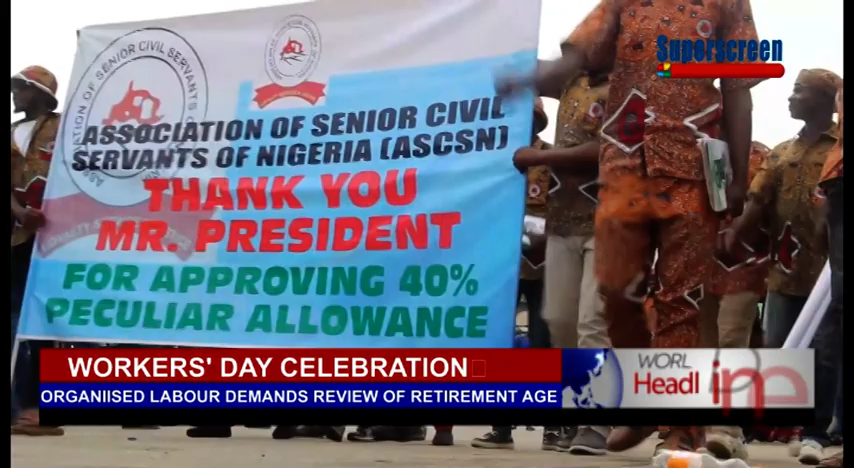 Superscreen
ASSOCIATION OF SENIOR CIVIL
SERVANTS OF NIGERIA (ASCSN)
THANK YOU
MR. PRESIDENT
FOR APPROVING 40%
PECULIAR ALLOWANCE
WORKERS' DAY CELEBRATION
ORGANIISED LABOUR DEMANDS REVIEW OF RETIREMENT AGE
WORL
Headl ine